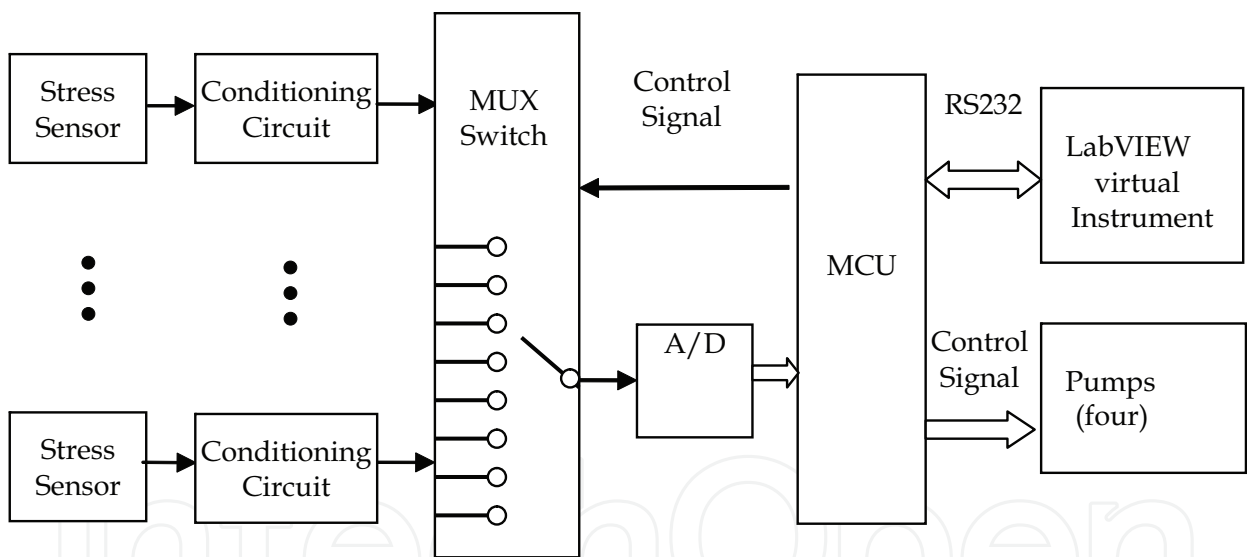 Stress
Sensor
Conditioning
Circuit
MUX
Switch
Control
Signal
RS232
LabVIEW
virtual
Instrument
MCU
A/D
Control
Signal
Pumps
(four)
Stress
Sensor
Conditioning
Circuit
IntechOpen